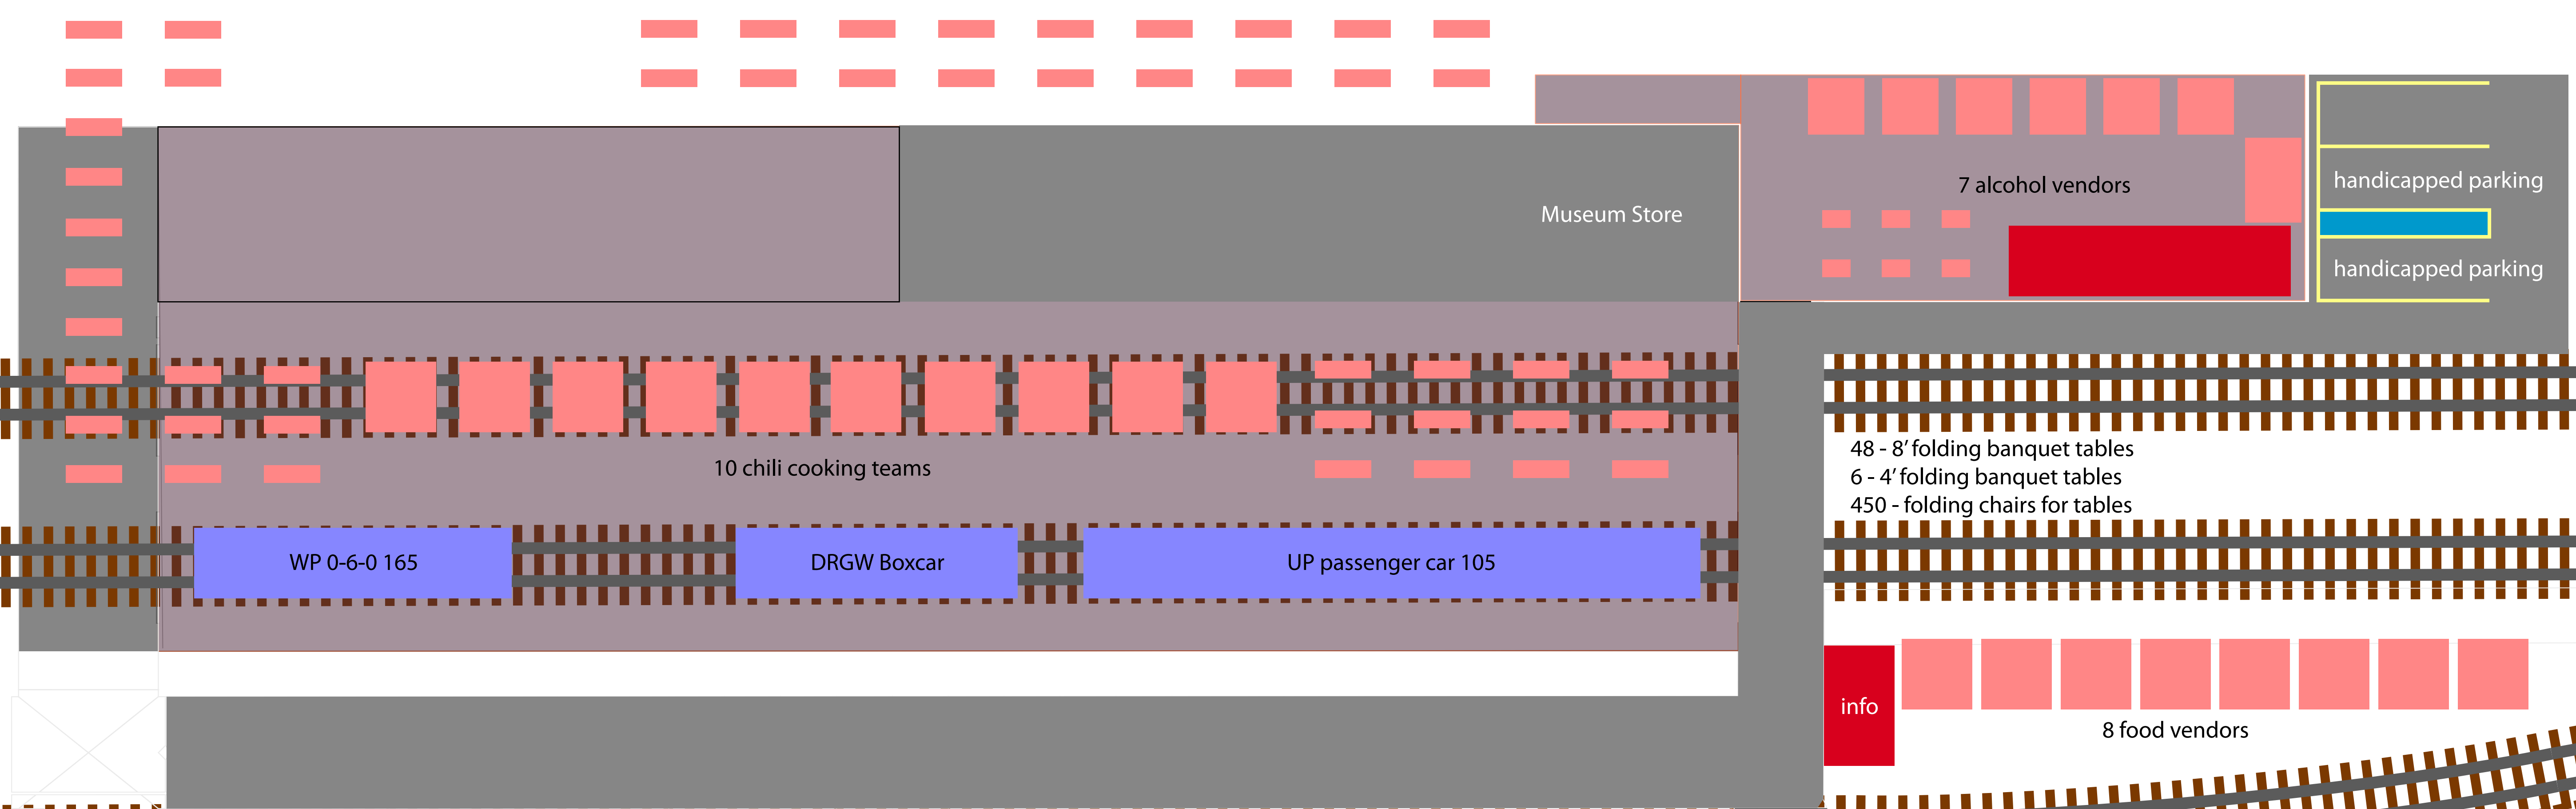 handicapped parking
7 alcohol vendors
Museum Store
handicapped parking
48 - 8’ folding banquet tables
6 - 4’ folding banquet tables
450 - folding chairs for tables
10 chili cooking teams
WP 0-6-0 165
DRGW Boxcar
UP passenger car 105
info
8 food vendors